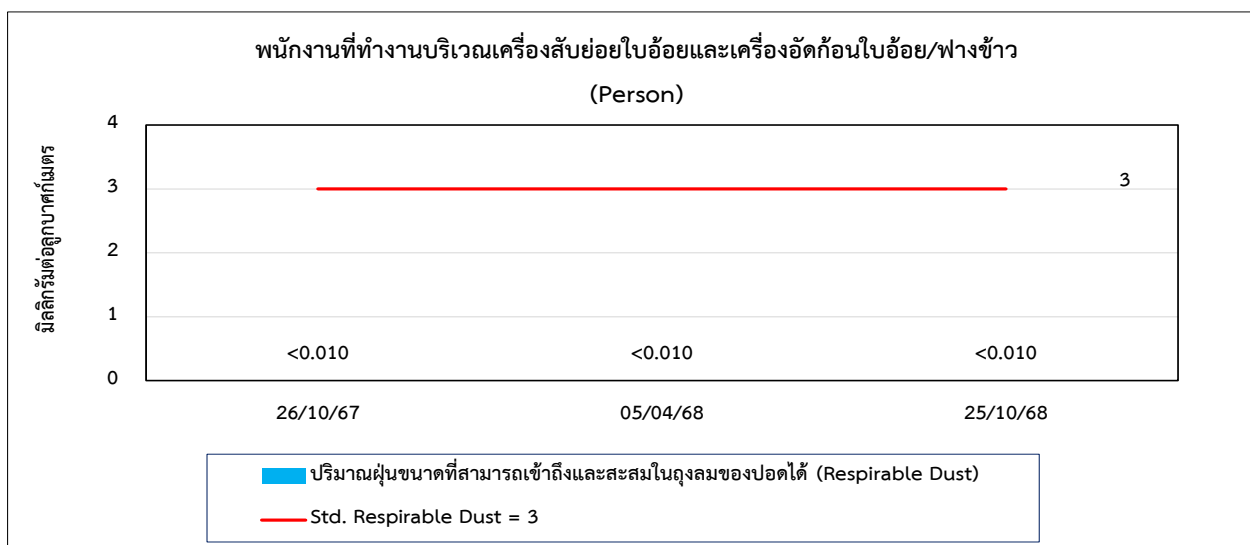 พนักงานที่ทำงานบริเวณเครื่องสับย่อยใบอ้อยและเครื่องอัดก้อนใบอ้อย/ฟางข้าว
(Person)
มิลลิกรัมต่อลูกบาศก์เมตร
4
3
3
2
1
<0.010 <0.010 <0.010
0
26/10/67 05/04/68 25/10/68
ปริมาณฝุ่นขนาดที่สามารถเข้าถึงและสะสมในถุงลมของปอดได้ (Respirable Dust)
Std. Respirable Dust = 3